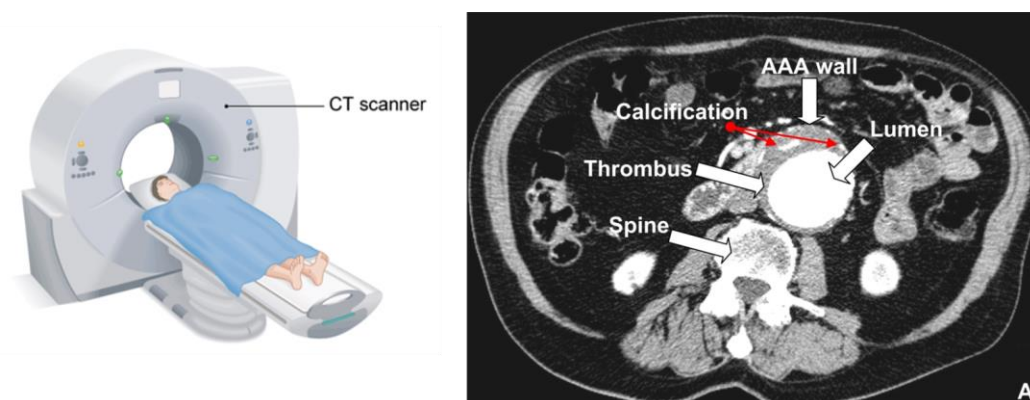 CT scanner
AAA wall
Calcification
Lumen
Thrombus
Spine
A